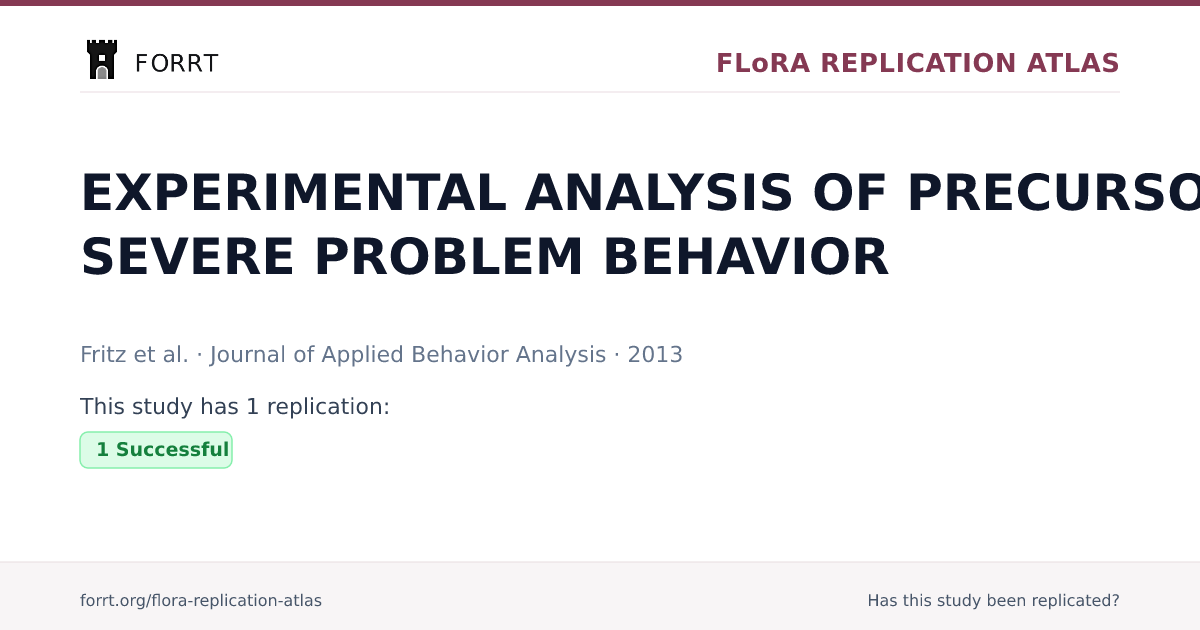 FORRT
FLoRA REPLICATION ATLAS
EXPERIMENTAL ANALYSIS OF PRECURSO
SEVERE PROBLEM BEHAVIOR
Fritz et al. · Journal of Applied Behavior Analysis · 2013
This study has 1 replication:
1 Successful
forrt.org/flora-replication-atlas
Has this study been replicated?